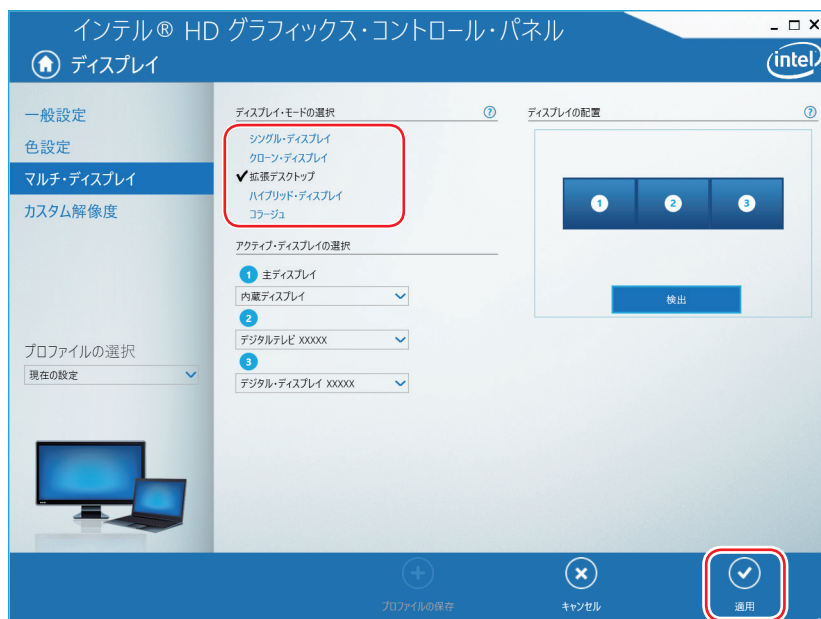 インテル® HD グラフィックス・コントロール・パネル
ディスプレイ
intel
一般設定
色設定
マルチ・ディスプレイ
カスタム解像度
プロファイルの選択
現在の設定
ディスプレイ・モードの選択
シングル・ディスプレイ
クローン・ディスプレイ
拡張デスクトップ
ハイブリッド・ディスプレイ
コラージュ
アクティブ・ディスプレイの選択
1 主ディスプレイ
内蔵ディスプレイ
2
デジタルテレビ XXXXX
3
デジタル・ディスプレイ XXXXX
ディスプレイの配置
1 2 3
検出
プロファイルの保存
キャンセル
適用